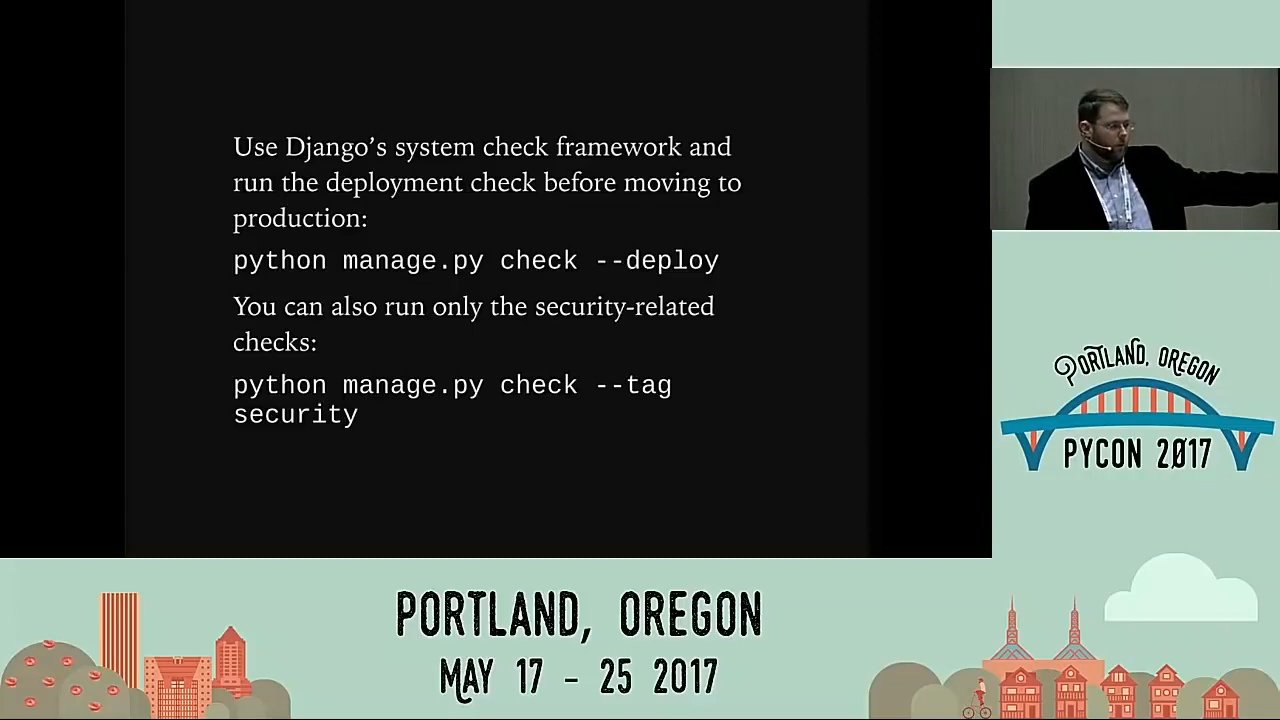 Use Django’s system check framework and
run the deployment check before moving to
production:
python manage.py check --deploy
You can also run only the security-related
checks:
python manage.py check --tag
security
PORTLAND, OREGON
PYCON 2017
PORTLAND, OREGON
MAY 17 - 25 2017